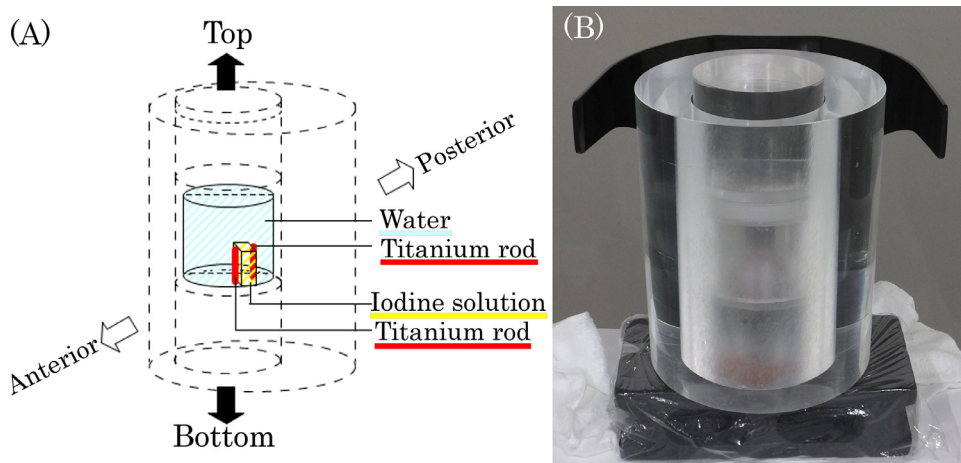 (A)
Top
Posterior
Water
Titanium rod
Iodine solution
Titanium rod
Anterior
Bottom
(B)